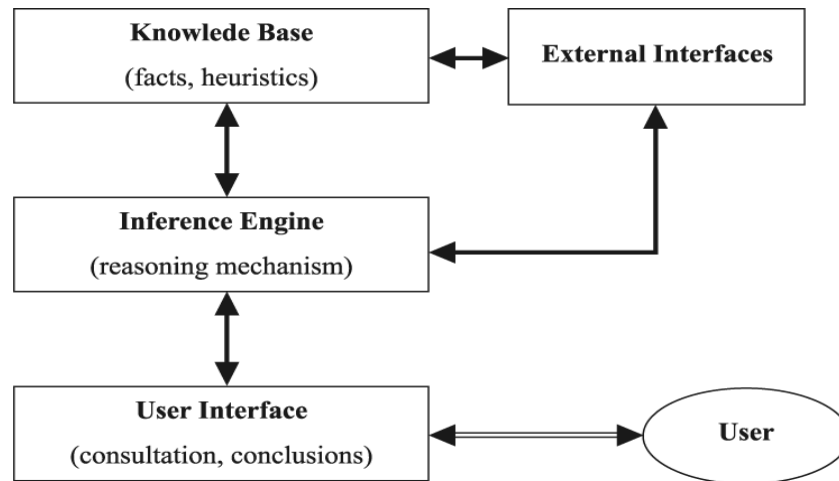 Knowlede Base
(facts, heuristics)
External Interfaces
Inference Engine
(reasoning mechanism)
User Interface
(consultation, conclusions)
User